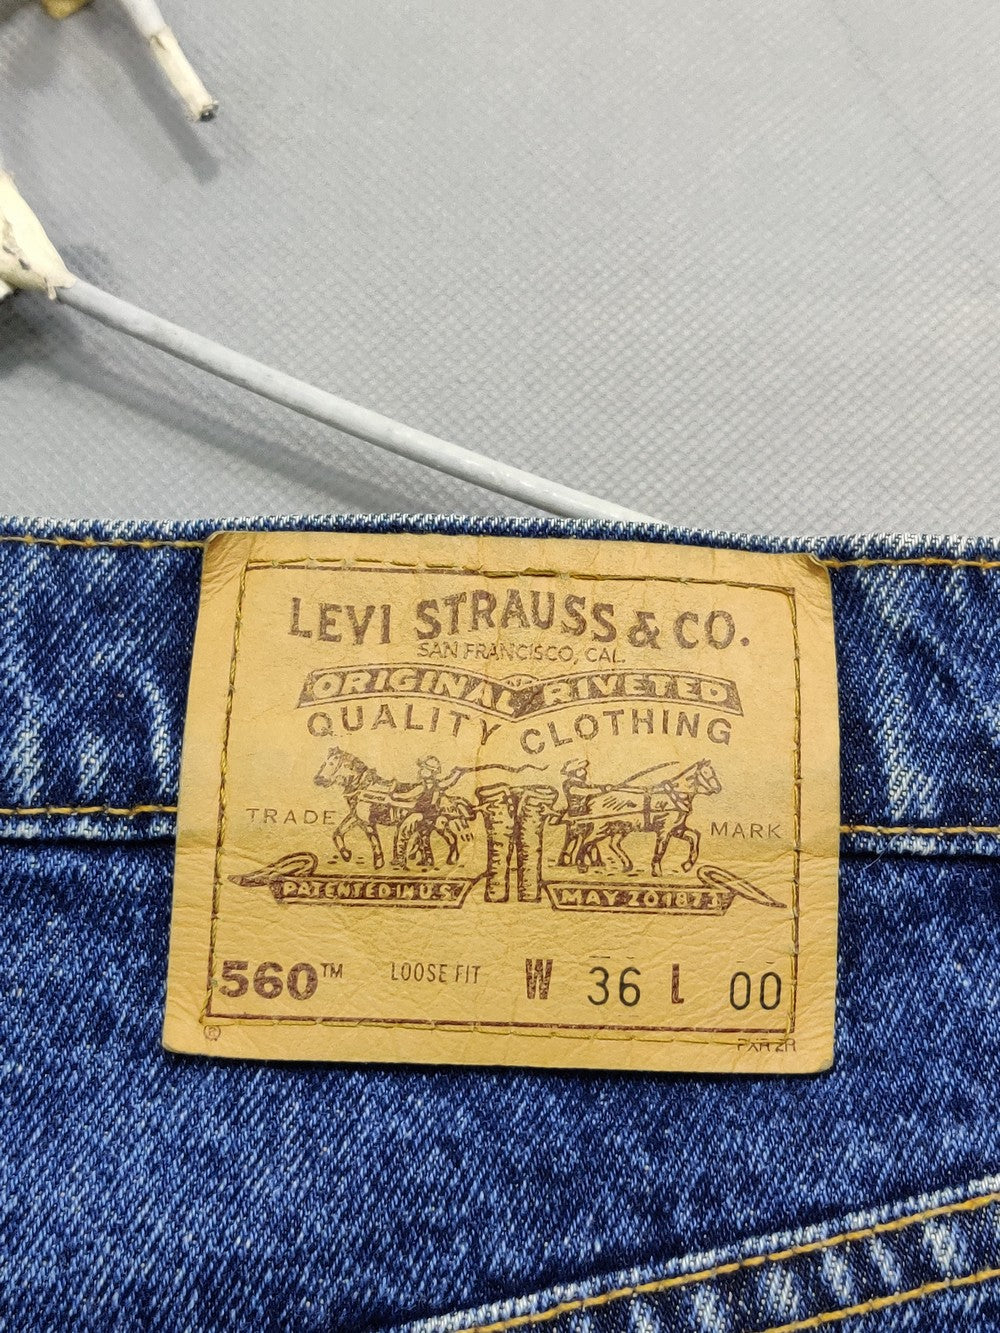 LEVI STRAUSS & CO.
SAN FRANCISCO, CAL.
ORIGINAL RIVETED
QUALITY CLOTHING
TRADE MARK
PATENTED IN U.S. MAY 20 1873
560™ LOOSE FIT W 36 L 00
®